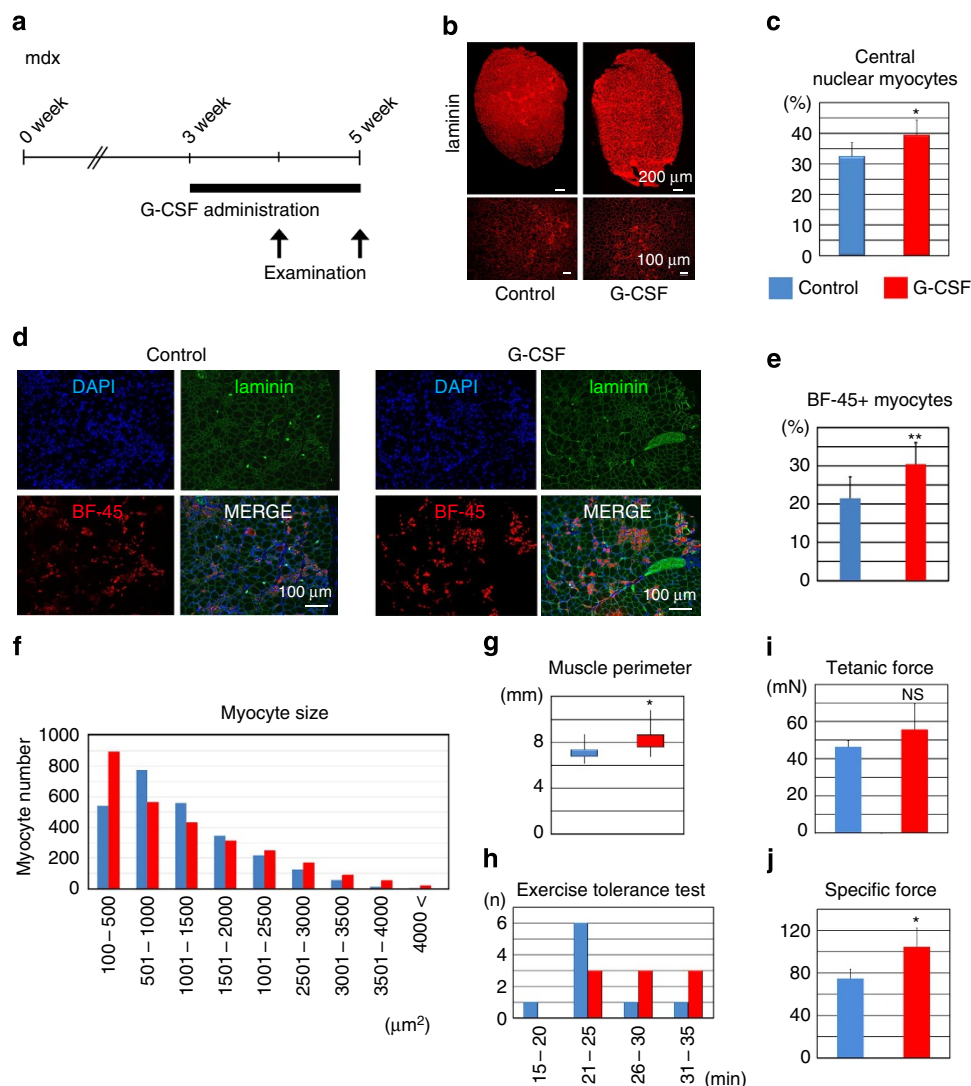 a
mdx
0 week
3 week
5 week
G-CSF administration
Examination
b
laminin
200 μm
100 μm
Control
G-CSF
c
Central
nuclear myocytes
(%)
*
40
30
20
10
0
Control
G-CSF
d
Control
G-CSF
DAPI
laminin
DAPI
laminin
BF-45
MERGE
BF-45
MERGE
100 μm
100 μm
e
BF-45+ myocytes
(%)
**
30
20
10
0
f
Myocyte size
Myocyte number
1000
800
600
400
200
0
100 – 500
501 – 1000
1001 – 1500
1501 – 2000
1001 – 2500
2501 – 3000
3001 – 3500
3501 – 4000
4000 <
(μm²)
g
Muscle perimeter
(mm)
*
8
4
0
h
Exercise tolerance test
(n)
6
4
2
0
15 – 20
21 – 25
26 – 30
31 – 35
(min)
i
Tetanic force
(mN)
NS
60
40
20
0
j
Specific force
*
120
80
40
0